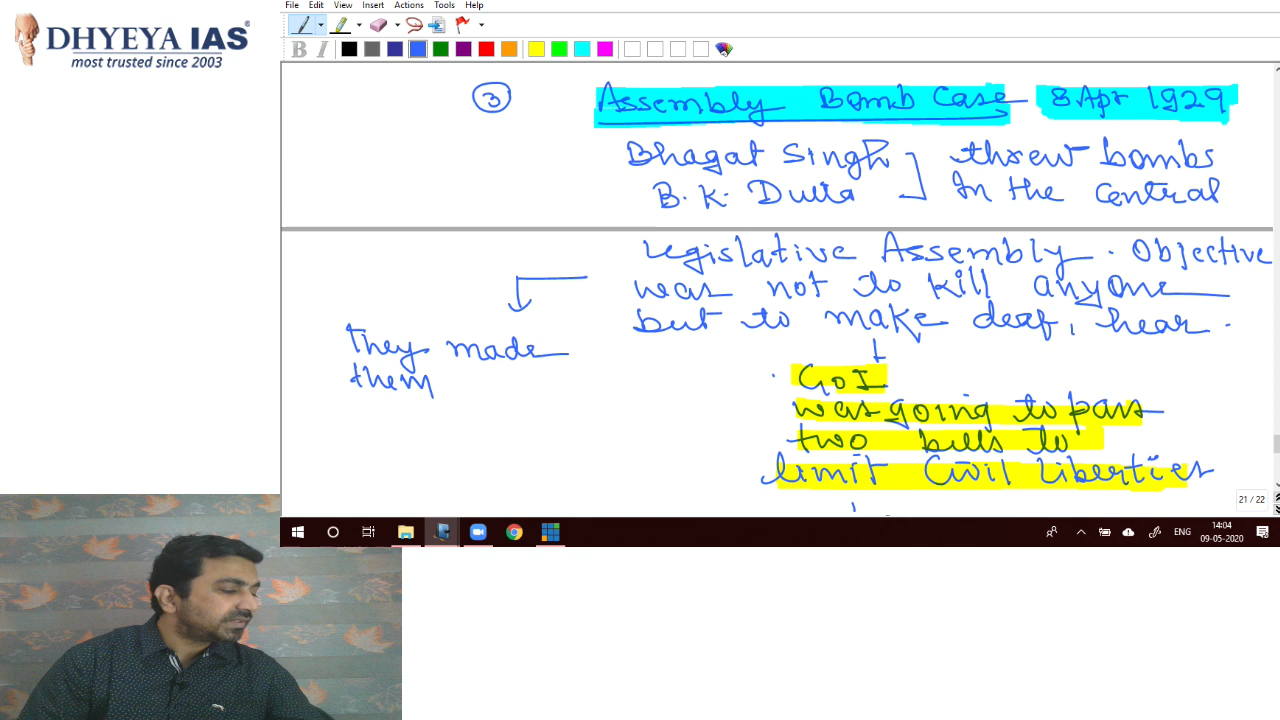 File Edit View Insert Actions Tools Help
DHYEYA IAS
most trusted since 2003
B I
3 Assembly Bomb Case 8 Apr 1929
Bhagat Singh ] threw bombs
B. K. Dutta ] In the Central
Legislative Assembly. Objective
was not to kill anyone
but to make deaf, hear.
They made
them
GoI
was going to pass
two bills to
limit Civil liberties
21 / 22
ENG
14:04
09-05-2020